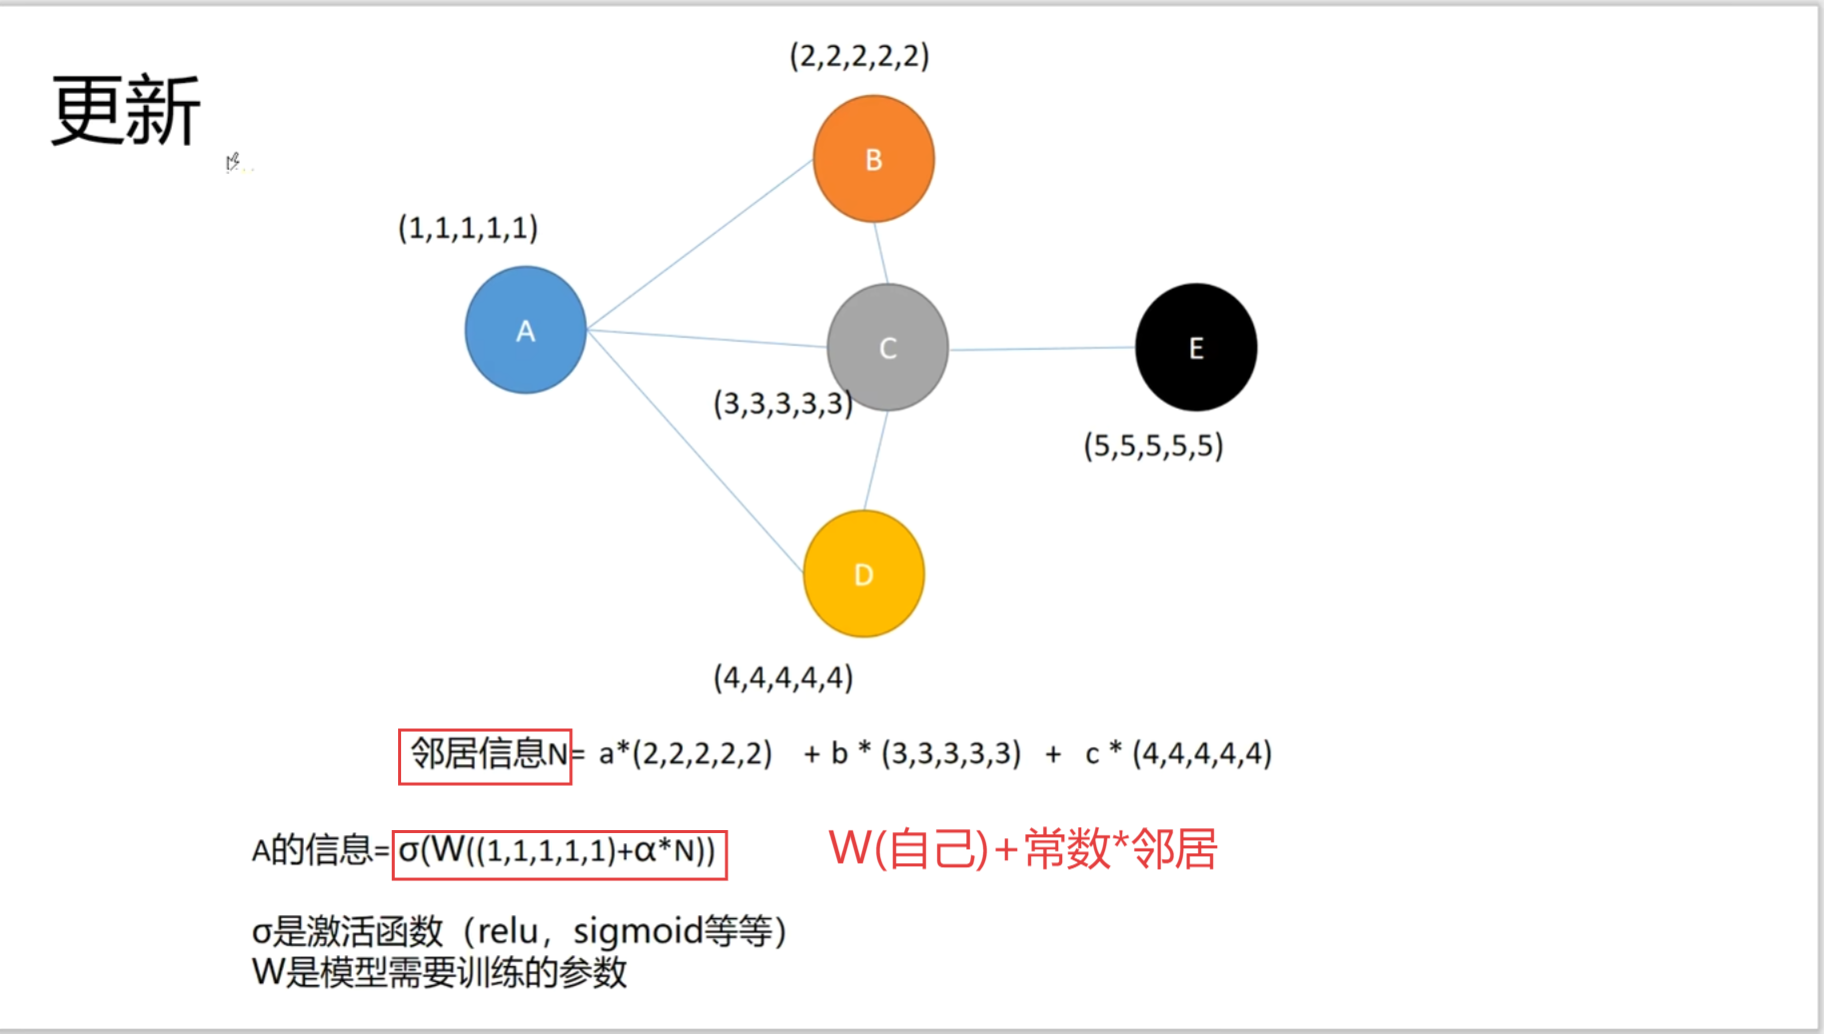 更新
(2,2,2,2,2)
B
(1,1,1,1,1)
A
C
E
(3,3,3,3,3)
(5,5,5,5,5)
D
(4,4,4,4,4)
邻居信息N= a*(2,2,2,2,2) + b * (3,3,3,3,3) + c * (4,4,4,4,4)
A的信息=σ(W((1,1,1,1,1)+α*N)) W(自己)+常数*邻居
σ是激活函数（relu，sigmoid等等）
W是模型需要训练的参数